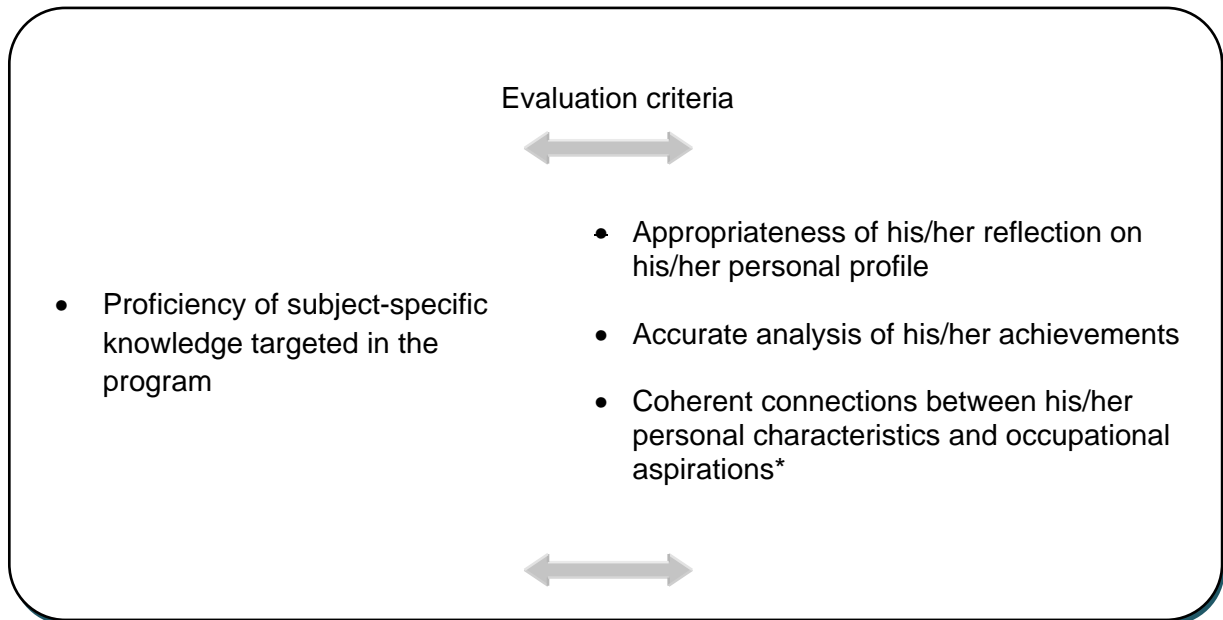 Evaluation criteria
• Proficiency of subject-specific
knowledge targeted in the
program
• Appropriateness of his/her reflection on
his/her personal profile
• Accurate analysis of his/her achievements
• Coherent connections between his/her
personal characteristics and occupational
aspirations*